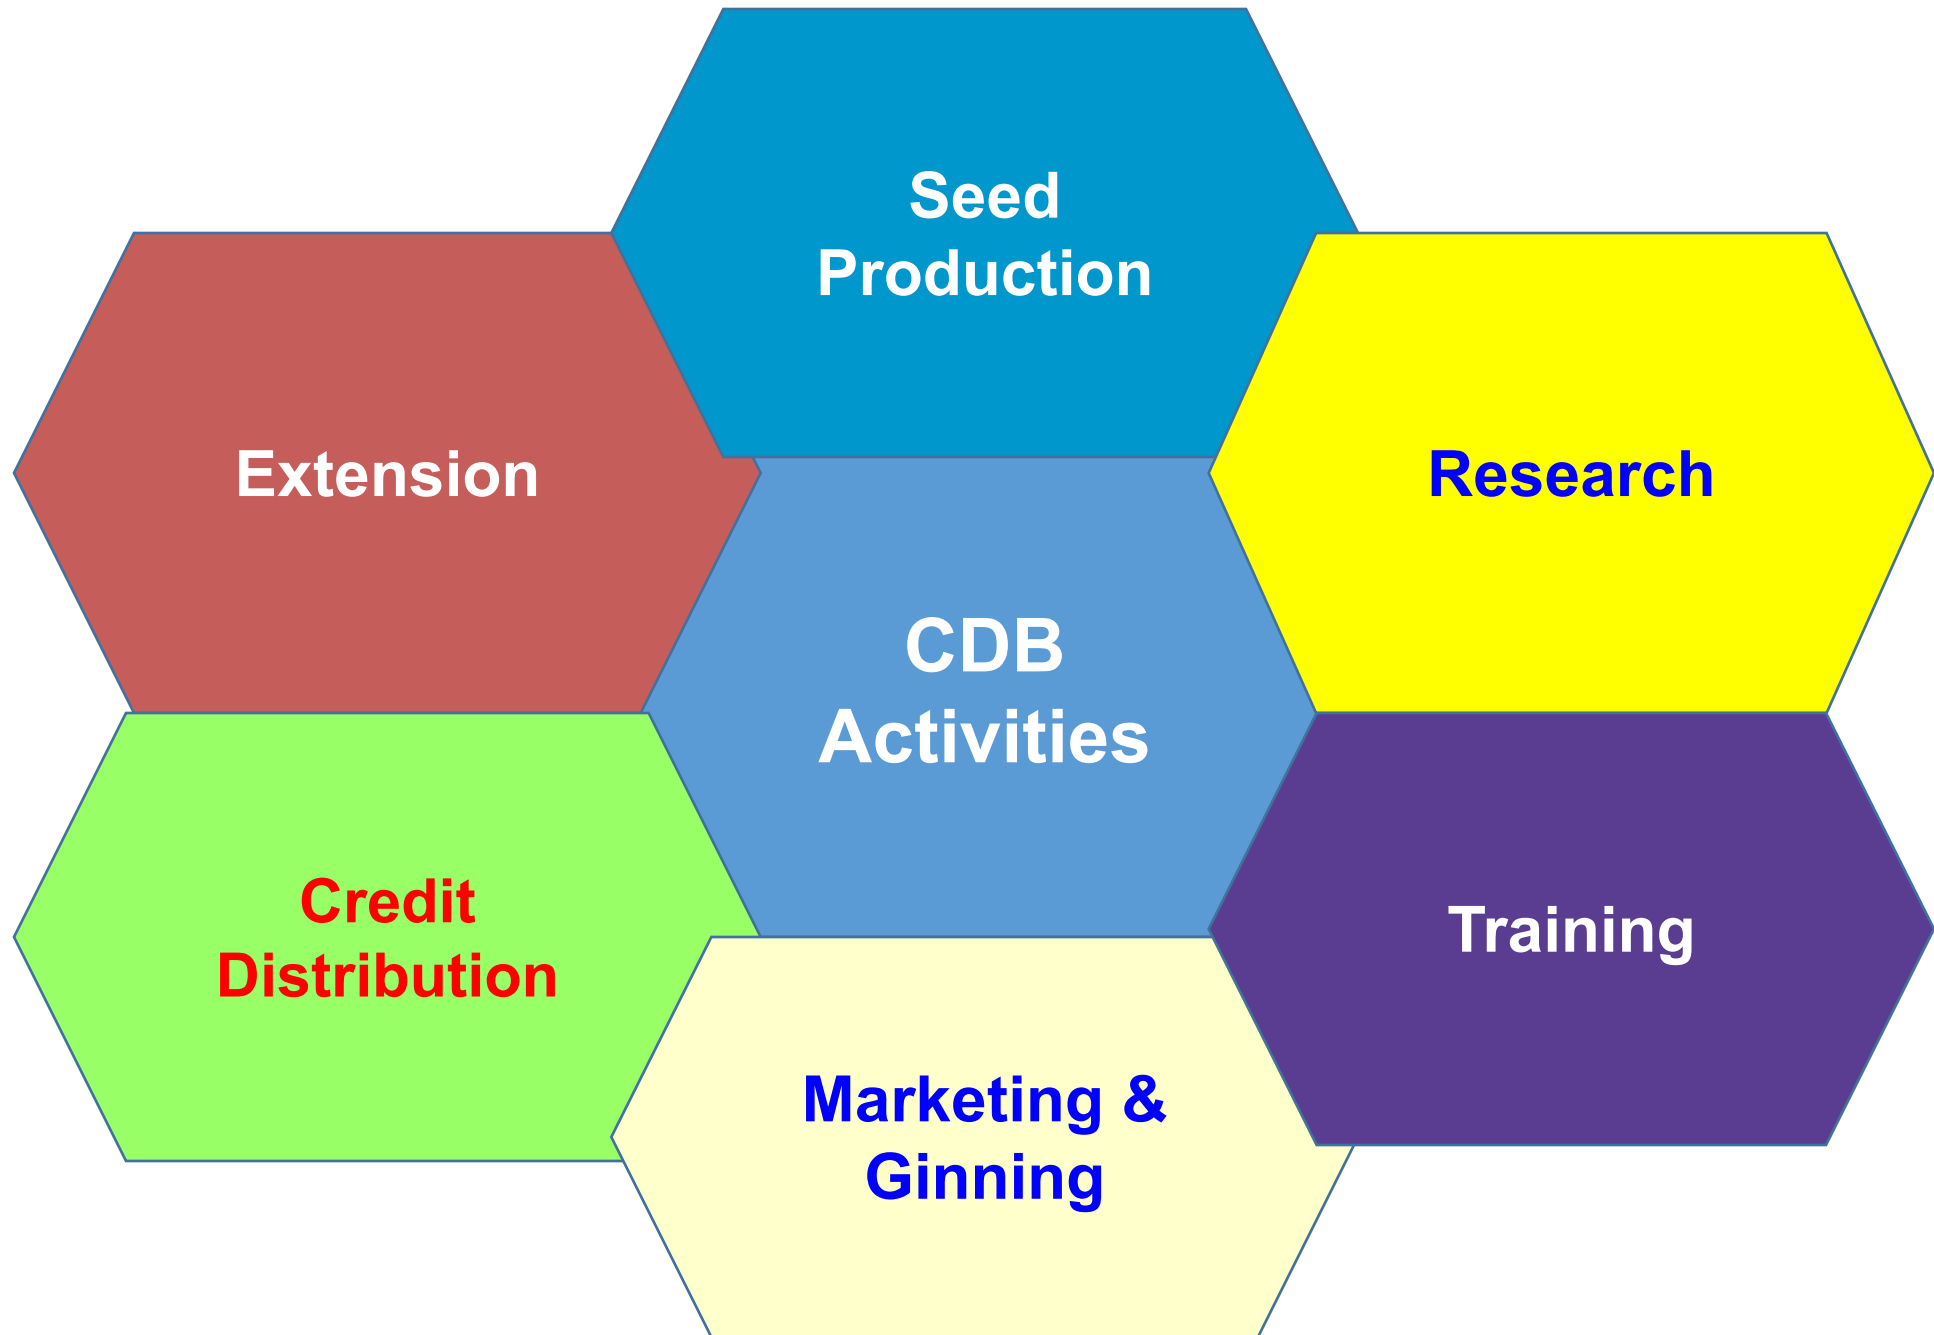 Seed
Production
Extension
Research
CDB
Activities
Credit
Distribution
Training
Marketing &
Ginning